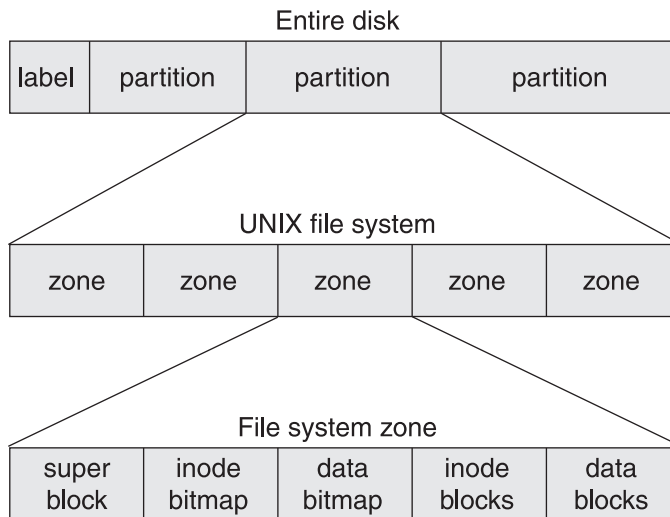 Entire disk
label partition partition partition
UNIX file system
zone zone zone zone zone
File system zone
super inode data inode data
block bitmap bitmap blocks blocks